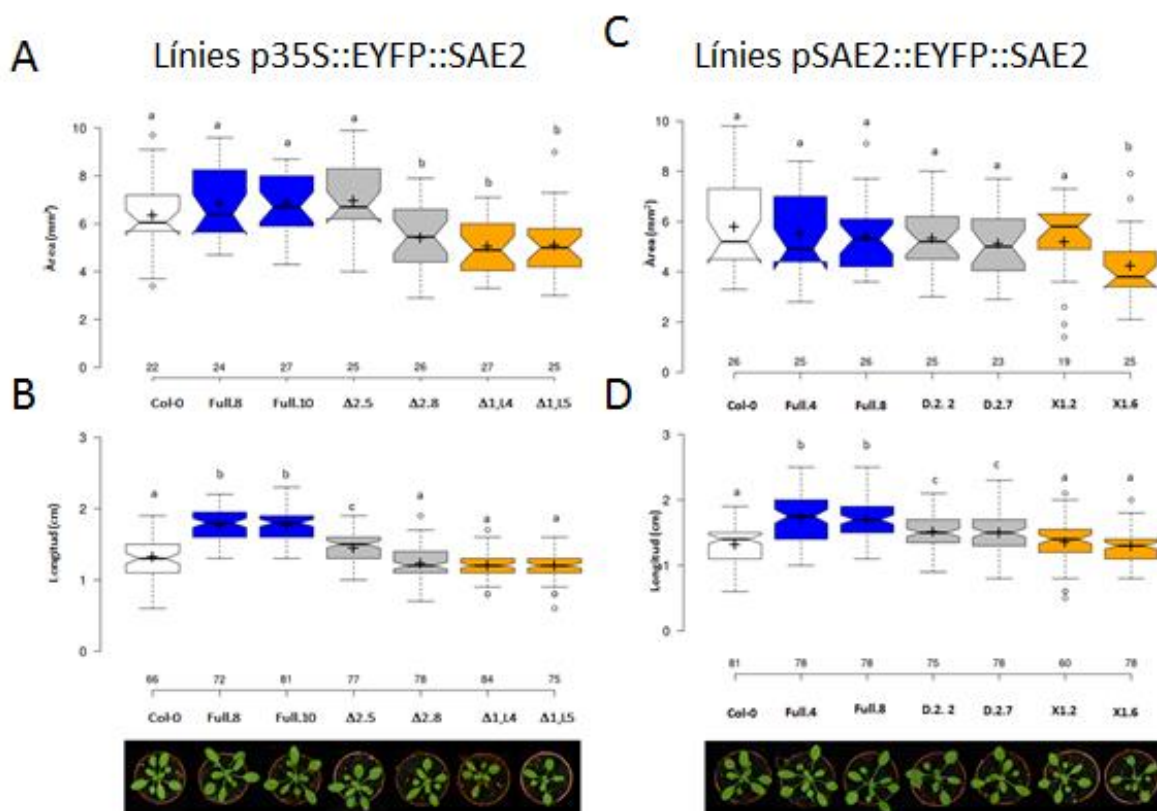 A
Línies p35S::EYFP::SAE2
a a a a b b b
Àrea (mm²)
10
8
6
4
2
0
22 24 27 25 26 27 25
Col-0 Full.8 Full.10 Δ2.5 Δ2.8 Δ1,L4 Δ1,L5
B
a b b c a a a
Longitud (cm)
3
2
1
0
66 72 81 77 78 84 75
Col-0 Full.8 Full.10 Δ2.5 Δ2.8 Δ1,L4 Δ1,L5
C
Línies pSAE2::EYFP::SAE2
a a a a a a b
Àrea (mm²)
10
8
6
4
2
0
26 25 26 25 23 19 25
Col-0 Full.4 Full.8 D.2. 2 D.2.7 X1.2 X1.6
D
a b b c c a a
Longitud (cm)
3
2
1
0
81 78 78 75 78 60 78
Col-0 Full.4 Full.8 D.2. 2 D.2.7 X1.2 X1.6